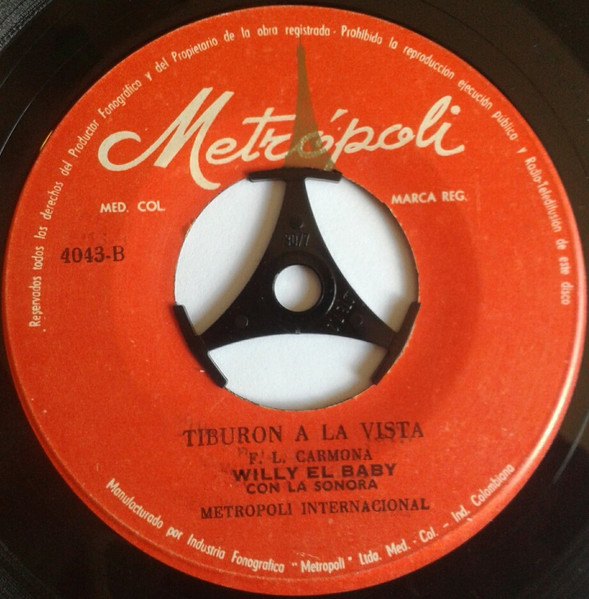 Reservados todos los derechos del Productor Fonográfico y del Propietario de la obra registrada - Prohibida la reproducción ejecución pública y Radio-Teledifusión de este disco
Metrópoli
MED. COL.
MARCA REG.
4043-B
TIBURON A LA VISTA
F. L. CARMONA
WILLY EL BABY
CON LA SONORA
METROPOLI INTERNACIONAL
Manufacturado por Industria Fonografica "Metropoli" Ltda. Med. - Col. - Ind. Colombiana